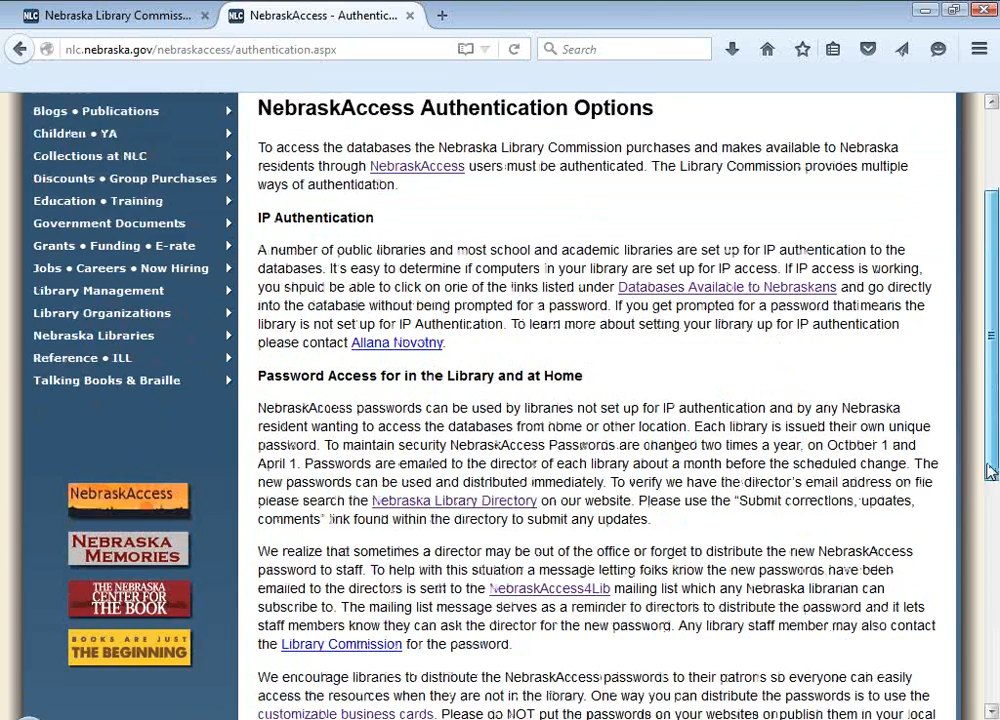 Nebraska Library Commiss... × NebraskAccess - Authentic... × +
nlc.nebraska.gov/nebraskaccess/authentication.aspx Search
Blogs • Publications
Children • YA
Collections at NLC
Discounts • Group Purchases
Education • Training
Government Documents
Grants • Funding • E-rate
Jobs • Careers • Now Hiring
Library Management
Library Organizations
Nebraska Libraries
Reference • ILL
Talking Books & Braille
NebraskAccess
NEBRASKA
MEMORIES
THE NEBRASKA
CENTER FOR
THE BOOK
BOOKS ARE JUST
THE BEGINNING
NebraskAccess Authentication Options
To access the databases the Nebraska Library Commission purchases and makes available to Nebraska
residents through NebraskAccess users must be authenticated. The Library Commission provides multiple
ways of authentidation.
IP Authentication
A number of public libraries and most school and academic libraries are set up for IP authentication to the
databases. It's easy to determine if computers in your library are set up for IP access. If IP access is working,
you should be able to click on one of the links listed under Databases Available to Nebraskans and go directly
into the database without being prompted for a password. If you get prompted for a password that means the
library is not set up for IP Authentication. To learn more about setting your library up for IP authentication
please contact Allana Novotny.
Password Access for in the Library and at Home
NebraskAccess passwords can be used by libraries not set up for IP authentication and by any Nebraska
resident wanting to access the databases from home or other location. Each library is issued their own unique
password. To maintain security NebraskAccess Passwords are changed two times a year, on October 1 and
April 1. Passwords are emailed to the director of each library about a month before the scheduled change. The
new passwords can be used and distributed immediately. To verify we have the director's email address on file
please search the Nebraska Library Directory on our website. Please use the "Submit corrections, updates,
comments" link found within the directory to submit any updates.
We realize that sometimes a director may be out of the office or forget to distribute the new NebraskAccess
password to staff. To help with this situation a message letting folks know the new passwords have been
emailed to the directors is sent to the NebraskAccess4Lib mailing list which any Nebraska librarian can
subscribe to. The mailing list message serves as a reminder to directors to distribute the password and it lets
staff members know they can ask the director for the new password. Any library staff member may also contact
the Library Commission for the password.
We encourage libraries to distribute the NebraskAccess passwords to their patrons so everyone can easily
access the resources when they are not in the library. One way you pan distribute the passwords is to use the
customizable business cards. Please do NOT put the passwords on your websites or publish them in your local